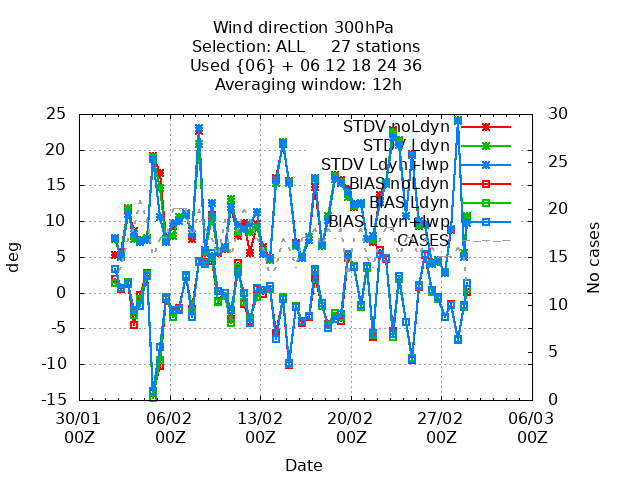 Wind direction 300hPa
Selection: ALL 27 stations
Used {06} + 06 12 18 24 36
Averaging window: 12h
25
20
15
10
5
0
-5
-10
-15
deg
30
25
20
15
10
5
0
No cases
STDV noLdyn
STDV Ldyn
STDV Ldyn+lwp
BIAS noLdyn
BIAS Ldyn
BIAS Ldyn+lwp
CASES
30/01 06/02 13/02 20/02 27/02 06/03
00Z 00Z 00Z 00Z 00Z 00Z
Date